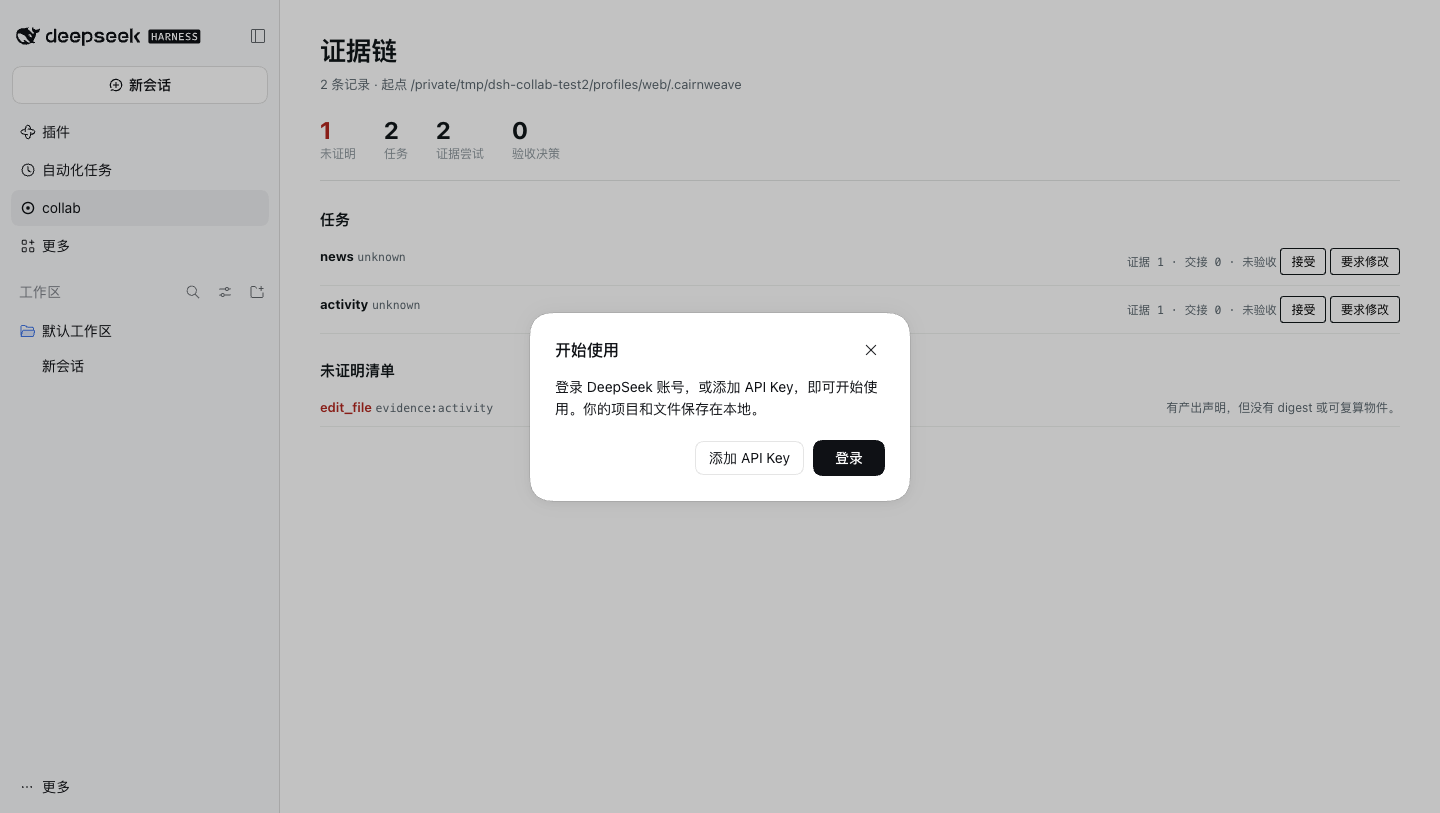 deepseek HARNESS
新会话
插件
自动化任务
collab
更多
工作区
默认工作区
新会话
更多
证据链
2 条记录 · 起点 /private/tmp/dsh-collab-test2/profiles/web/.cairnweave
1 2 2 0
未证明 任务 证据尝试 验收决策
任务
news unknown 证据 1 · 交接 0 · 未验收 接受 要求修改
activity unknown 证据 1 · 交接 0 · 未验收 接受 要求修改
未证明清单
edit_file evidence:activity 有产出声明，但没有 digest 或可复算物件。
开始使用
登录 DeepSeek 账号，或添加 API Key，即可开始使
用。你的项目和文件保存在本地。
添加 API Key 登录